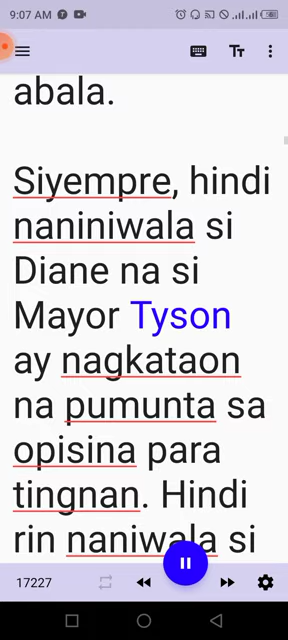 9:07 AM
abala.
Siyempre, hindi
naniniwala si
Diane na si
Mayor Tyson
ay nagkataon
na pumunta sa
opisina para
tingnan. Hindi
rin naniwala si
17227